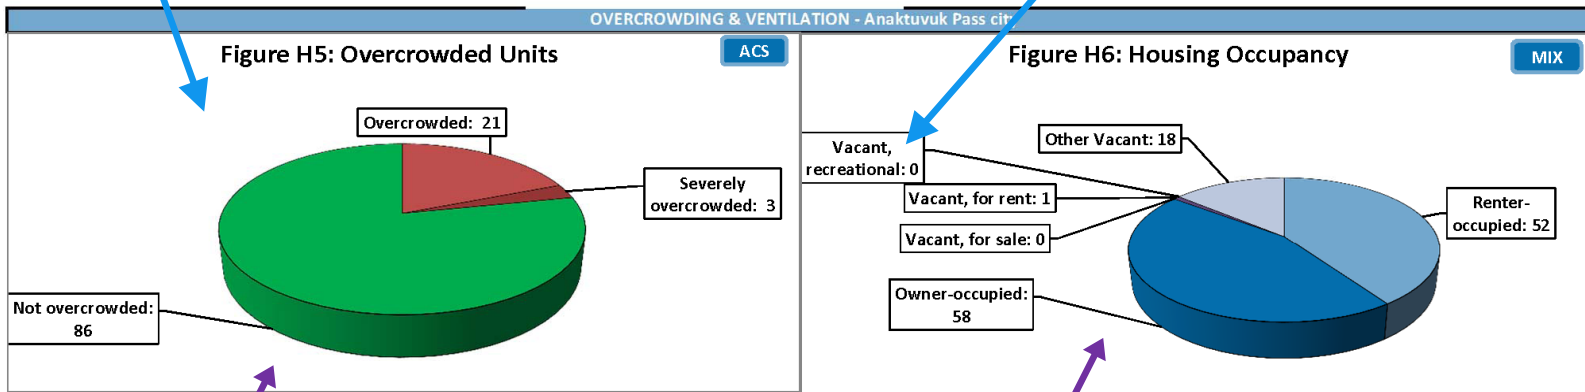 OVERCROWDING & VENTILATION - Anaktuvuk Pass city
Figure H5: Overcrowded Units
ACS
Overcrowded: 21
Severely
overcrowded: 3
Not overcrowded:
86
Figure H6: Housing Occupancy
MIX
Other Vacant: 18
Vacant,
recreational: 0
Vacant, for rent: 1
Vacant, for sale: 0
Renter-
occupied: 52
Owner-occupied:
58